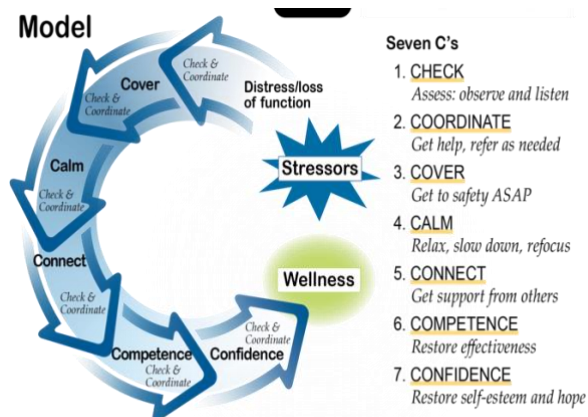 Model
Check &
Coordinate
Distress/loss
of function
Cover
Check &
Coordinate
Stressors
Calm
Check &
Coordinate
Connect
Check &
Coordinate
Competence
Check &
Coordinate
Confidence
Check &
Coordinate
Wellness
Seven C's
1. CHECK
Assess: observe and listen
2. COORDINATE
Get help, refer as needed
3. COVER
Get to safety ASAP
4. CALM
Relax, slow down, refocus
5. CONNECT
Get support from others
6. COMPETENCE
Restore effectiveness
7. CONFIDENCE
Restore self-esteem and hope